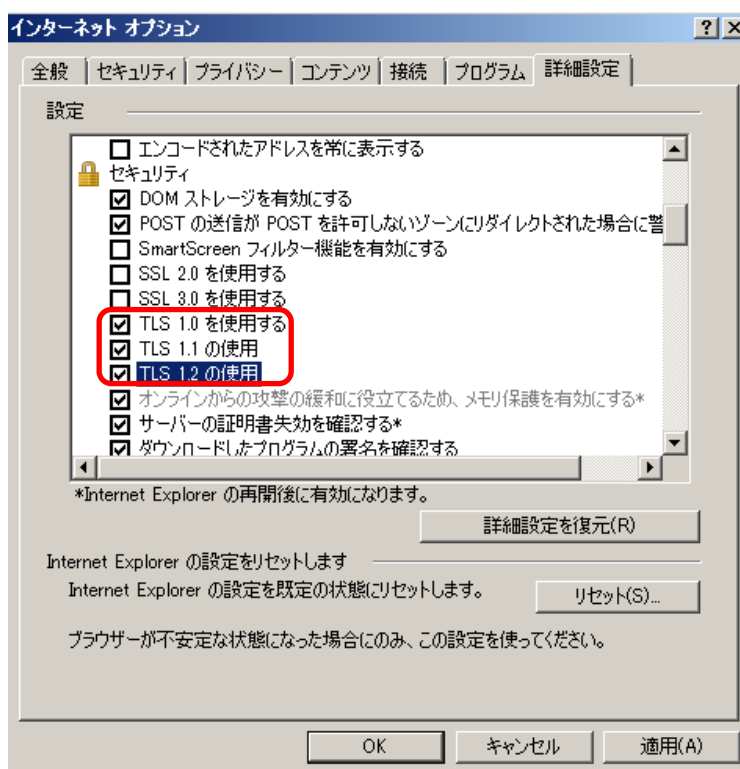 インターネット オプション
全般 セキュリティ プライバシー コンテンツ 接続 プログラム 詳細設定
設定
エンコードされたアドレスを常に表示する
セキュリティ
DOM ストレージを有効にする
POST の送信が POST を許可しないゾーンにリダイレクトされた場合に警
SmartScreen フィルター機能を有効にする
SSL 2.0 を使用する
SSL 3.0 を使用する
TLS 1.0 を使用する
TLS 1.1 の使用
TLS 1.2 の使用
オンラインからの攻撃の緩和に役立てるため、メモリ保護を有効にする*
サーバーの証明書失効を確認する*
ダウンロードしたプログラムの署名を確認する
*Internet Explorer の再開後に有効になります。
詳細設定を復元(R)
Internet Explorer の設定をリセットします
Internet Explorer の設定を既定の状態にリセットします。
リセット(S)...
ブラウザーが不安定な状態になった場合にのみ、この設定を使ってください。
OK キャンセル 適用(A)